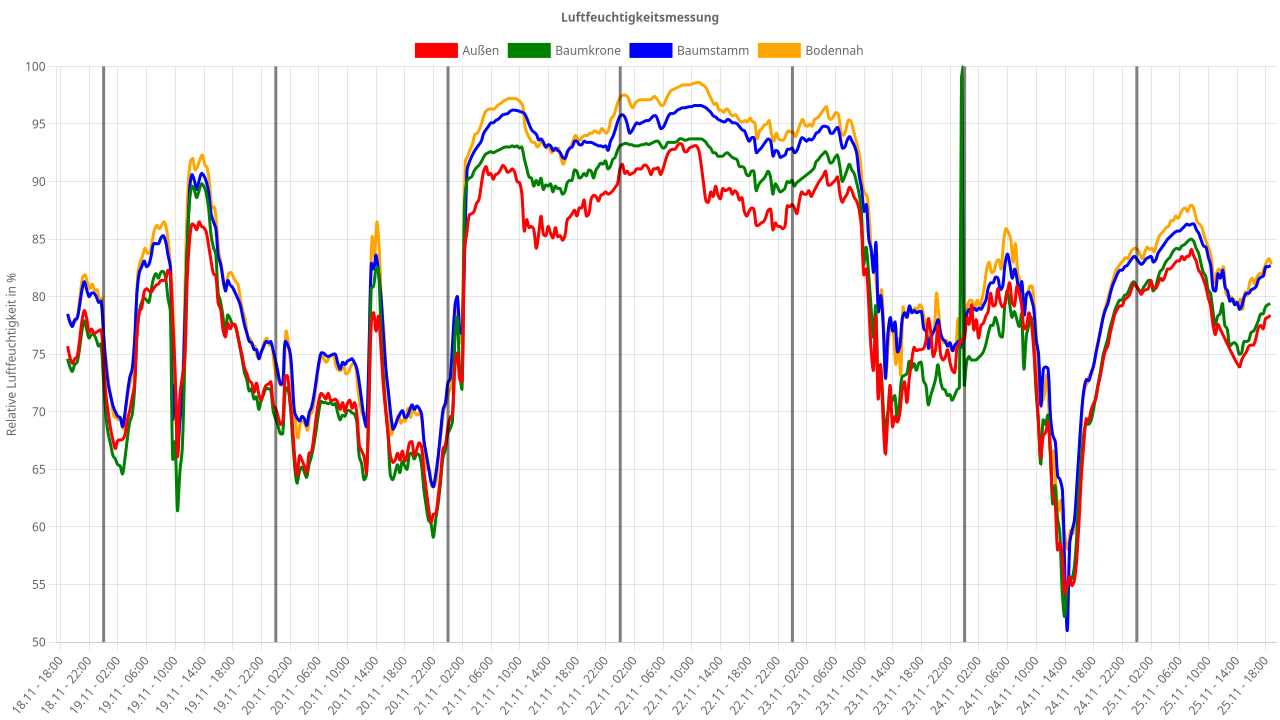 Luftfeuchtigkeitsmessung
Außen Baumkrone Baumstamm Bodennah
Relative Luftfeuchtigkeit in %
100
95
90
85
80
75
70
65
60
55
50
18.11 - 18:00
18.11 - 22:00
19.11 - 02:00
19.11 - 06:00
19.11 - 10:00
19.11 - 14:00
19.11 - 18:00
19.11 - 22:00
20.11 - 02:00
20.11 - 06:00
20.11 - 10:00
20.11 - 14:00
20.11 - 18:00
20.11 - 22:00
21.11 - 02:00
21.11 - 06:00
21.11 - 10:00
21.11 - 14:00
21.11 - 18:00
21.11 - 22:00
22.11 - 02:00
22.11 - 06:00
22.11 - 10:00
22.11 - 14:00
22.11 - 18:00
22.11 - 22:00
23.11 - 02:00
23.11 - 06:00
23.11 - 10:00
23.11 - 14:00
23.11 - 18:00
23.11 - 22:00
24.11 - 02:00
24.11 - 06:00
24.11 - 10:00
24.11 - 14:00
24.11 - 18:00
24.11 - 22:00
25.11 - 02:00
25.11 - 06:00
25.11 - 10:00
25.11 - 14:00
25.11 - 18:00